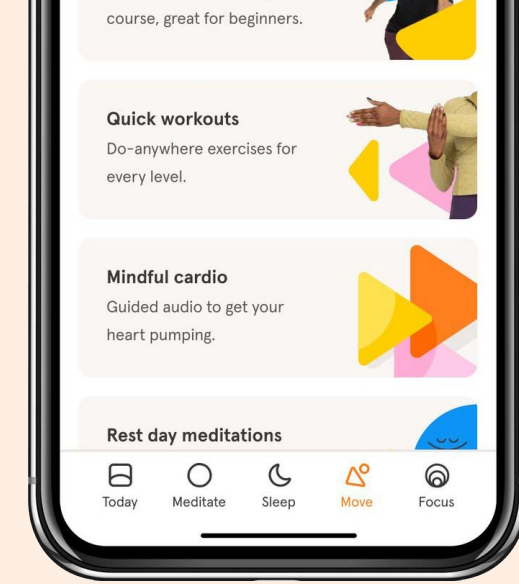 course, great for beginners.
Quick workouts
Do-anywhere exercises for
every level.
Mindful cardio
Guided audio to get your
heart pumping.
Rest day meditations
Today Meditate Sleep Move Focus